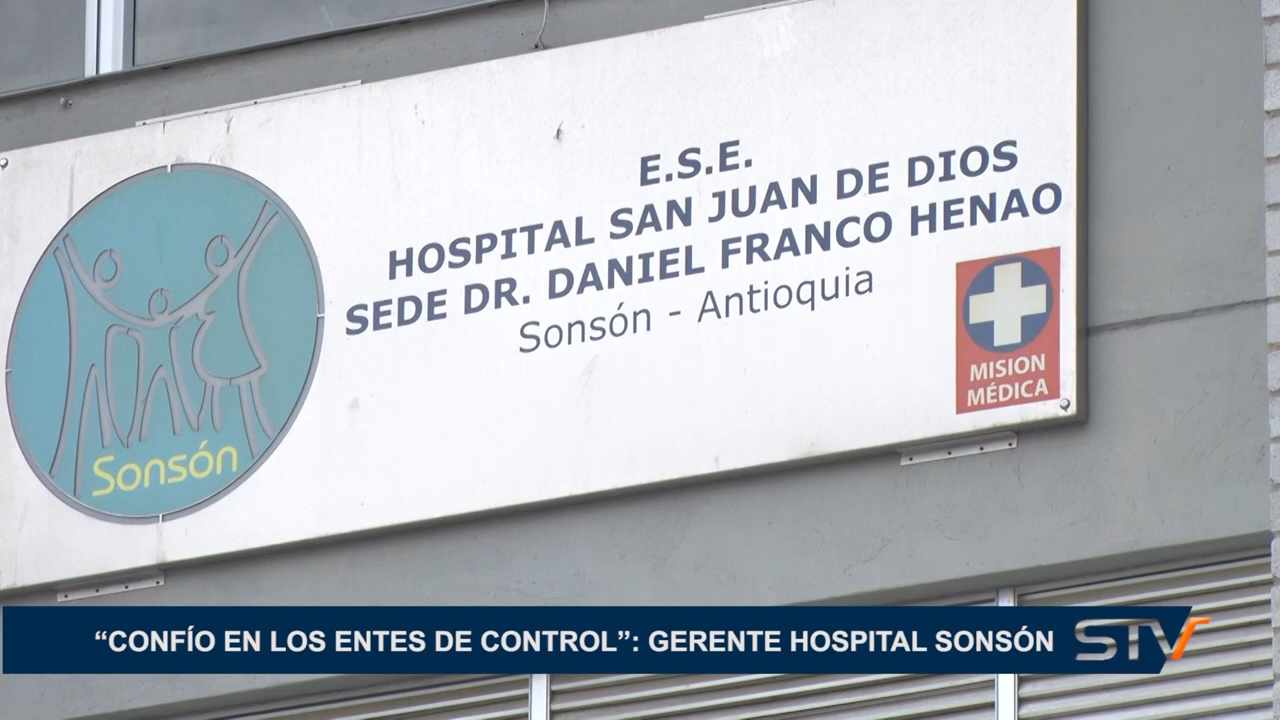 E.S.E.
HOSPITAL SAN JUAN DE DIOS
SEDE DR. DANIEL FRANCO HENAO
Sonsón - Antioquia
Sonsón
MISION
MÉDICA
“CONFÍO EN LOS ENTES DE CONTROL”: GERENTE HOSPITAL SONSÓN
STV